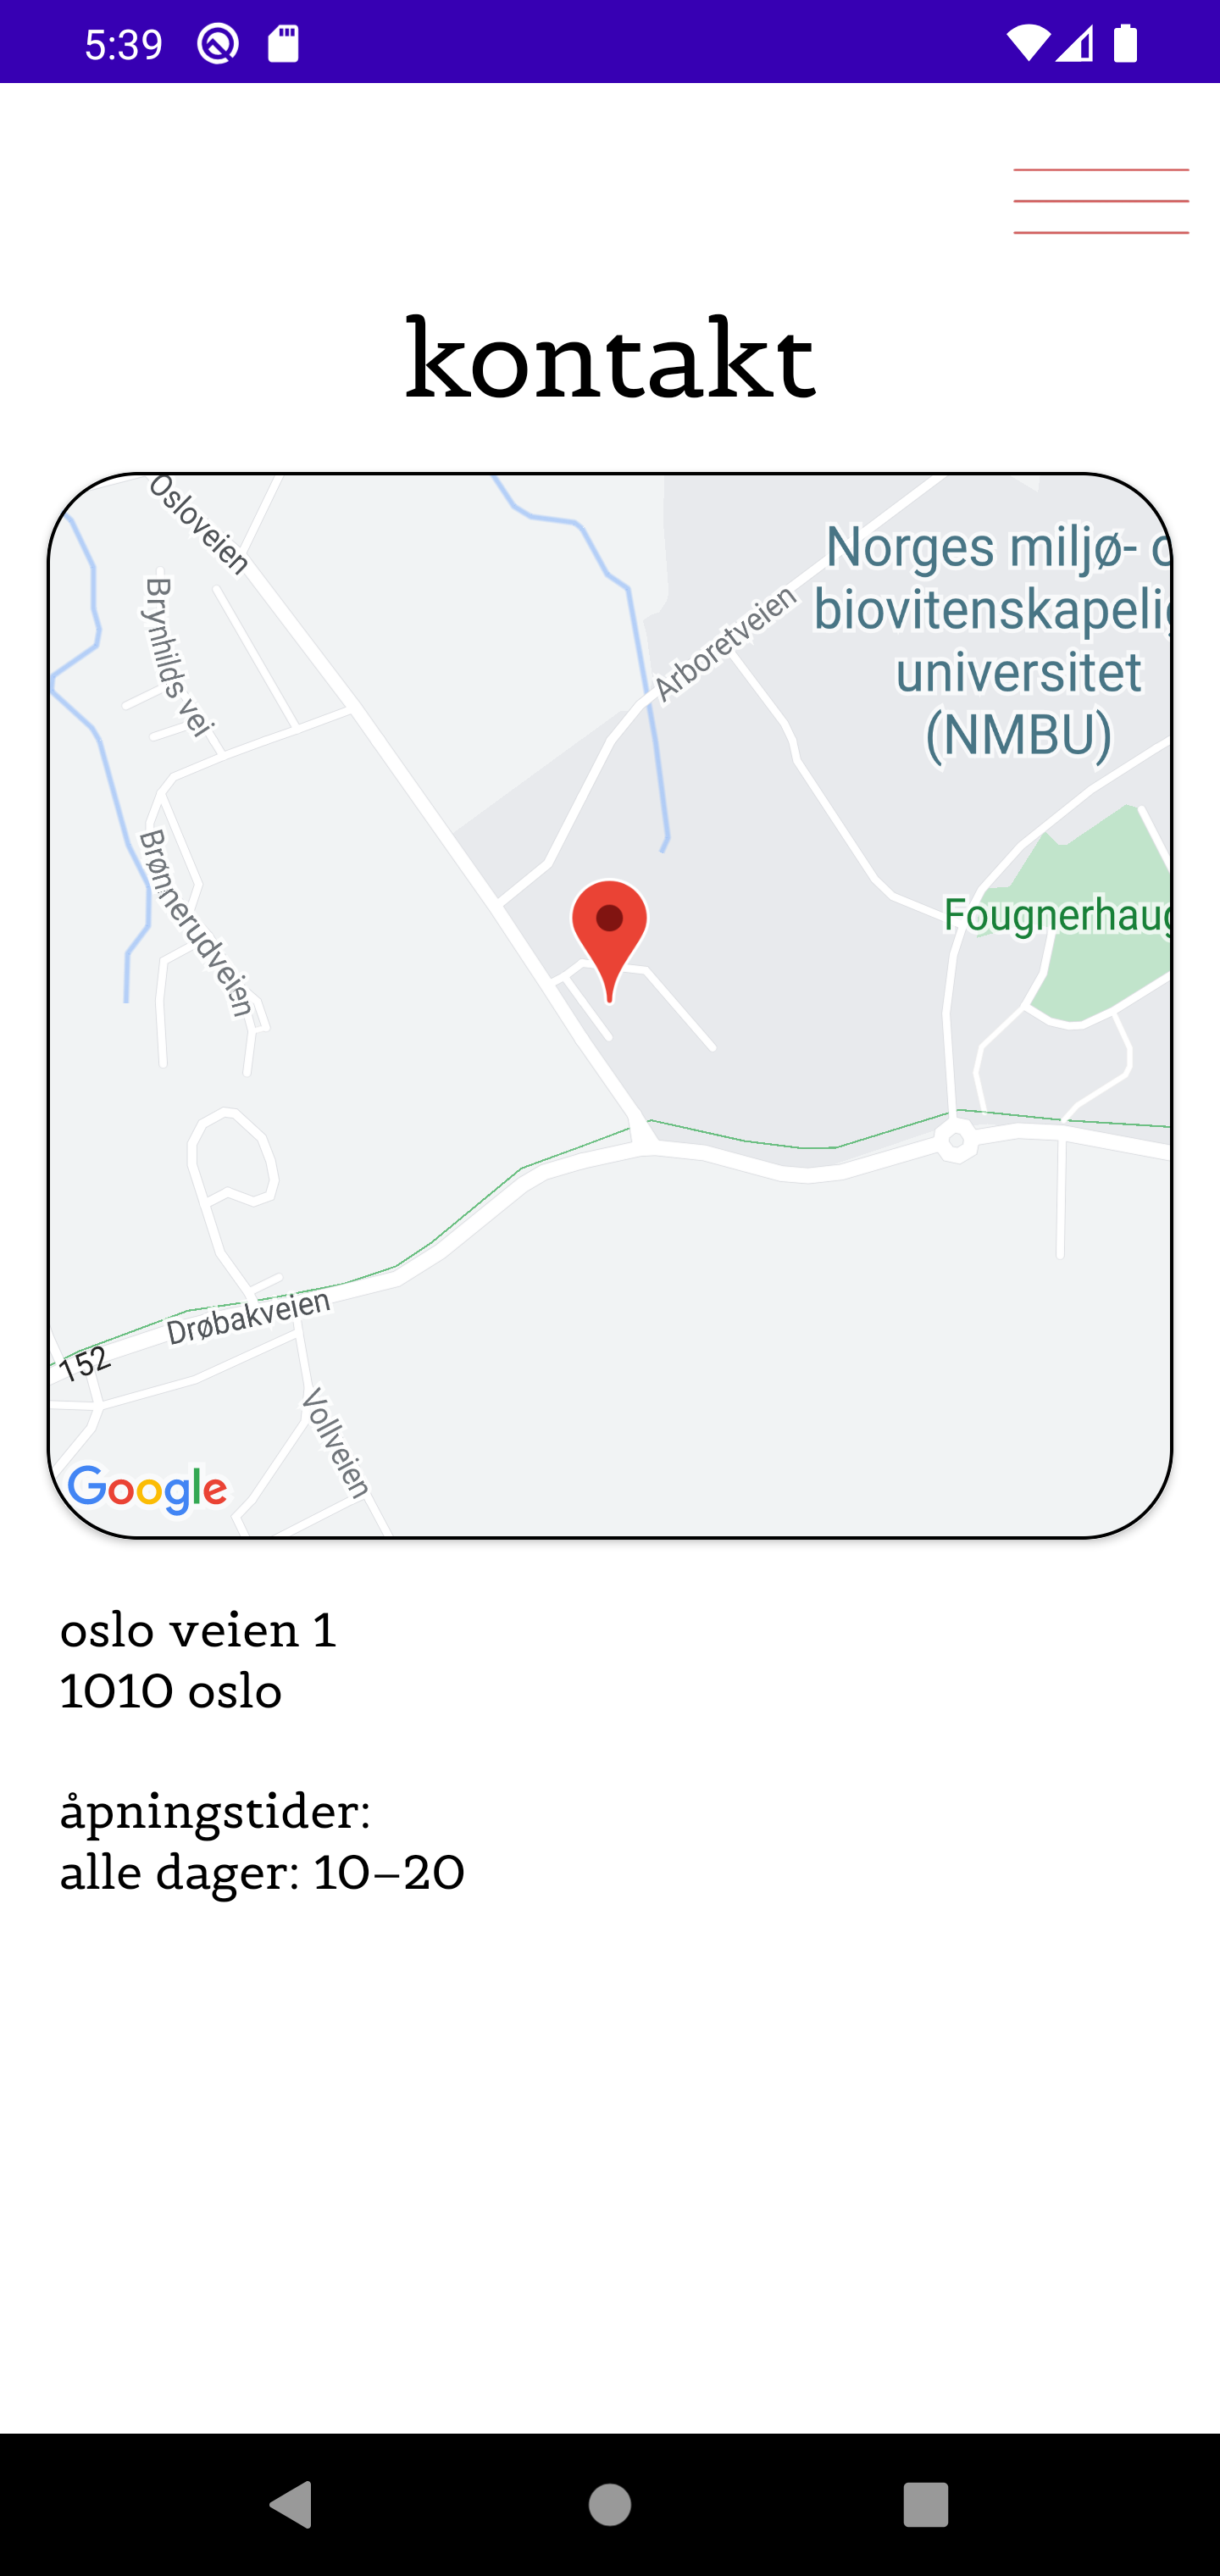 5:39
kontakt
Osloveien
Brynhilds vei
Arboretveien
Norges miljø- o
biovitenskapelig
universitet
(NMBU)
Brønnerudveien
Fougnerhaug
Drøbakveien
152
Vollveien
Google
oslo veien 1
1010 oslo
åpningstider:
alle dager: 10–20